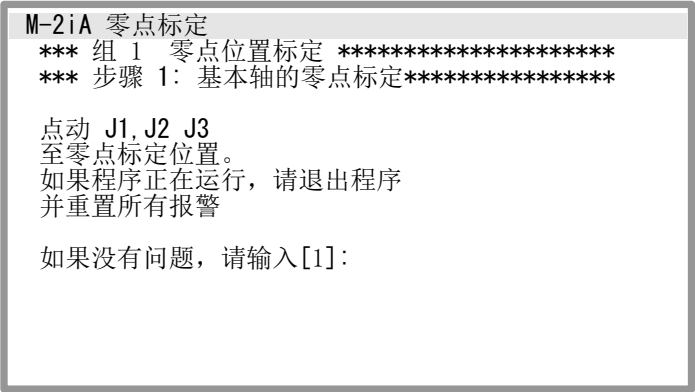 M-2iA 零点标定
*** 组 1 零点位置标定 *********************
*** 步骤 1: 基本轴的零点标定****************
点动 J1,J2 J3
至零点标定位置。
如果程序正在运行，请退出程序
并重置所有报警
如果没有问题，请输入[1]: